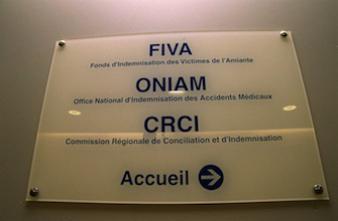 FIVA
Fonds d'Indemnisation des Victimes de l'Amiante
ONIAM
Office National d'Indemnisation des Accidents Médicaux
CRCI
Commission Régionale de Conciliation et d'Indemnisation
Accueil